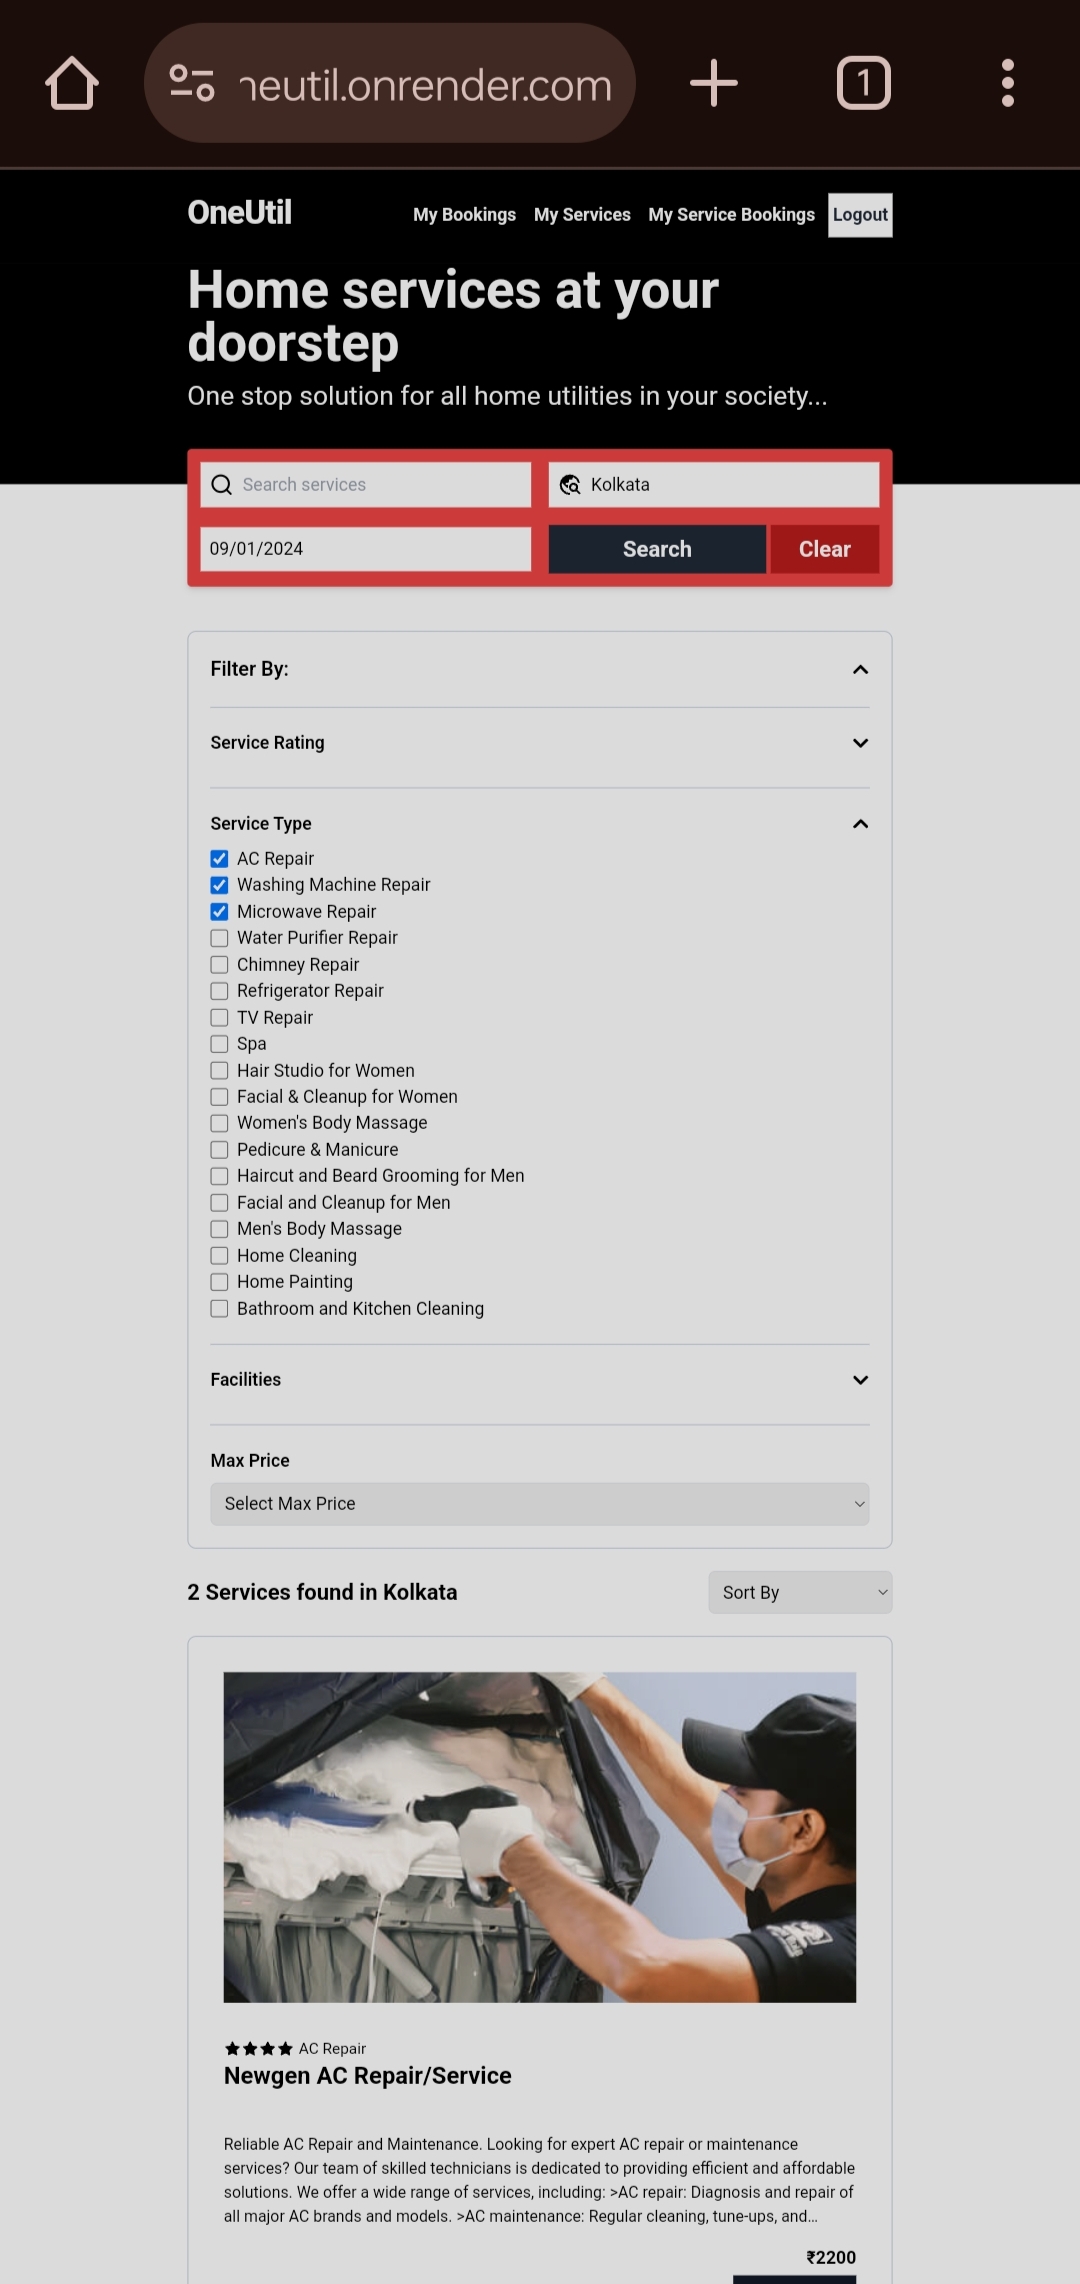 neutil.onrender.com
1
OneUtil
My Bookings
My Services
My Service Bookings
Logout
Home services at your
doorstep
One stop solution for all home utilities in your society...
Search services
Kolkata
09/01/2024
Search
Clear
Filter By:
Service Rating
Service Type
AC Repair
Washing Machine Repair
Microwave Repair
Water Purifier Repair
Chimney Repair
Refrigerator Repair
TV Repair
Spa
Hair Studio for Women
Facial & Cleanup for Women
Women's Body Massage
Pedicure & Manicure
Haircut and Beard Grooming for Men
Facial and Cleanup for Men
Men's Body Massage
Home Cleaning
Home Painting
Bathroom and Kitchen Cleaning
Facilities
Max Price
Select Max Price
2 Services found in Kolkata
Sort By
AC Repair
Newgen AC Repair/Service
Reliable AC Repair and Maintenance. Looking for expert AC repair or maintenance
services? Our team of skilled technicians is dedicated to providing efficient and affordable
solutions. We offer a wide range of services, including: >AC repair: Diagnosis and repair of
all major AC brands and models. >AC maintenance: Regular cleaning, tune-ups, and...
₹2200